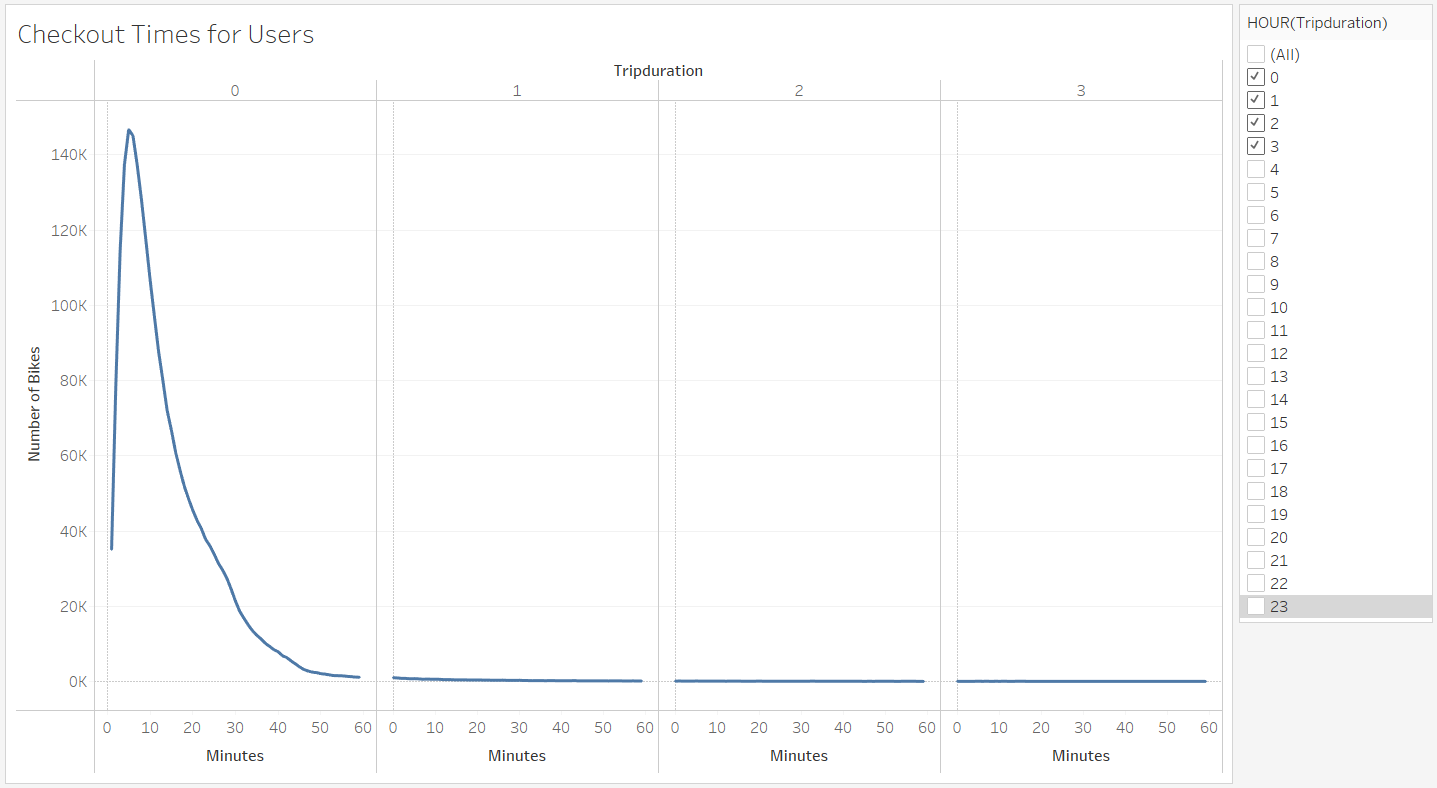 Checkout Times for Users
Tripduration
0 1 2 3
140K
120K
100K
80K
60K
40K
20K
0K
Number of Bikes
0 10 20 30 40 50 60 0 10 20 30 40 50 60 0 10 20 30 40 50 60 0 10 20 30 40 50 60
Minutes Minutes Minutes Minutes
HOUR(Tripduration)
(All)
0
1
2
3
4
5
6
7
8
9
10
11
12
13
14
15
16
17
18
19
20
21
22
23